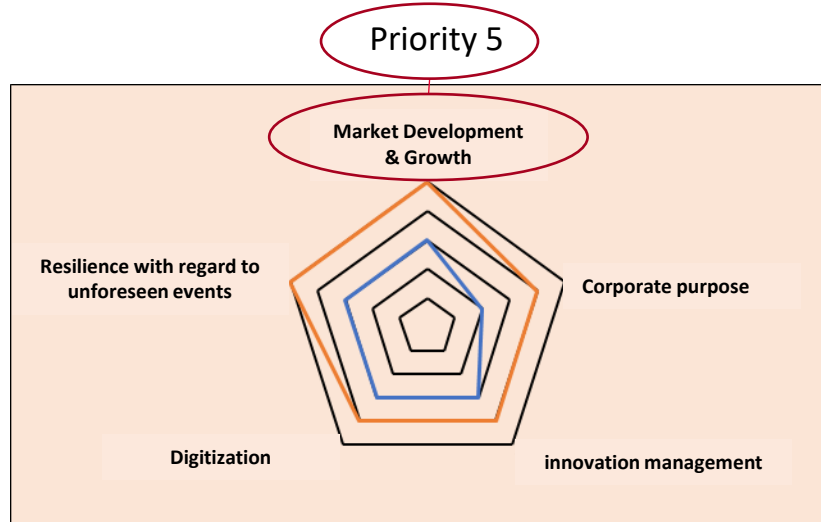 Priority 5
Market Development
& Growth
Resilience with regard to
unforeseen events
Corporate purpose
Digitization
innovation management